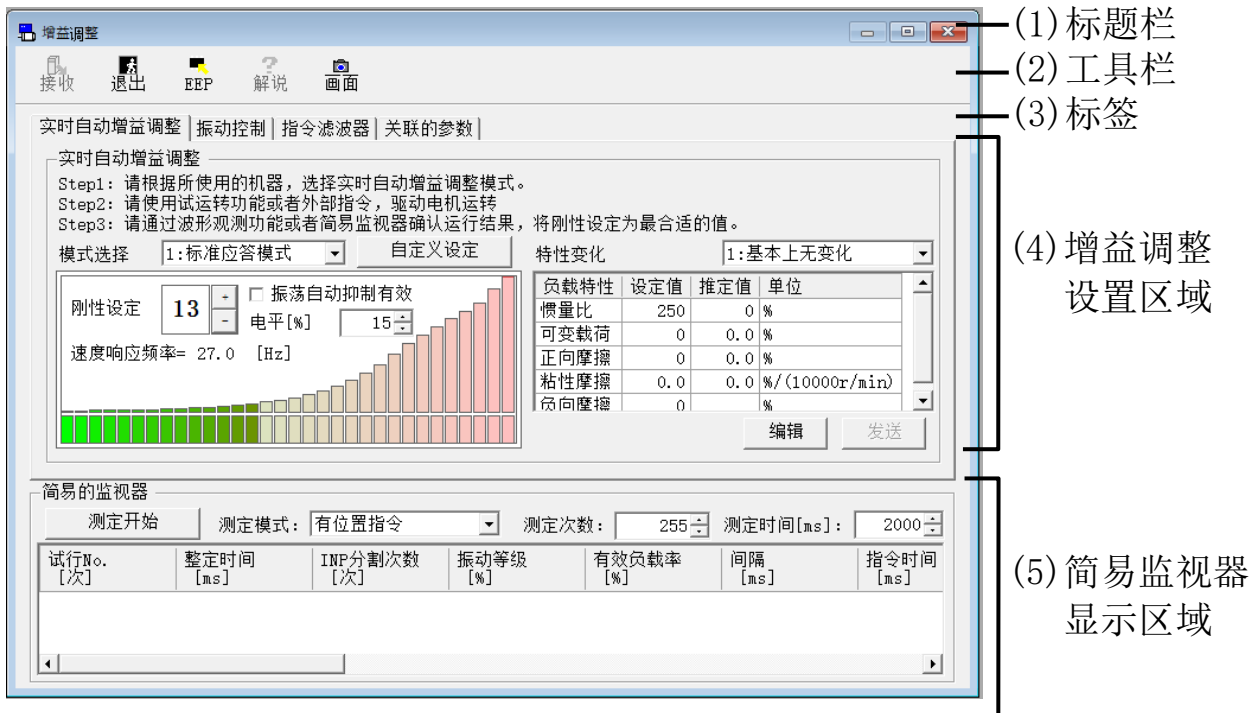 增益调整
(1)标题栏
接收 退出 EEP 解说 画面
(2)工具栏
(3)标签
实时自动增益调整 振动控制 指令滤波器 关联的参数
实时自动增益调整
Step1: 请根据所使用的机器，选择实时自动增益调整模式。
Step2: 请使用试运转功能或者外部指令，驱动电机运转
Step3: 请通过波形观测功能或者简易监视器确认运行结果，将刚性设定为最合适的值。
模式选择 1:标准应答模式 自定义设定 特性变化 1:基本上无变化
(4)增益调整
设置区域
刚性设定 13 + - 振荡自动抑制有效
电平[%] 15
速度响应频率= 27.0 [Hz]
负载特性 设定值 推定值 单位
惯量比 250 0 %
可变载荷 0 0.0 %
正向摩擦 0 0.0 %
粘性摩擦 0.0 0.0 %/(10000r/min)
负向摩擦 0 %
编辑 发送
简易的监视器
测定开始 测定模式: 有位置指令 测定次数: 255 测定时间[ms]: 2000
试行No. 整定时间 INP分割次数 振动等级 有效负载率 间隔 指令时间
[次] [ms] [次] [%] [%] [ms] [ms]
(5)简易监视器
显示区域